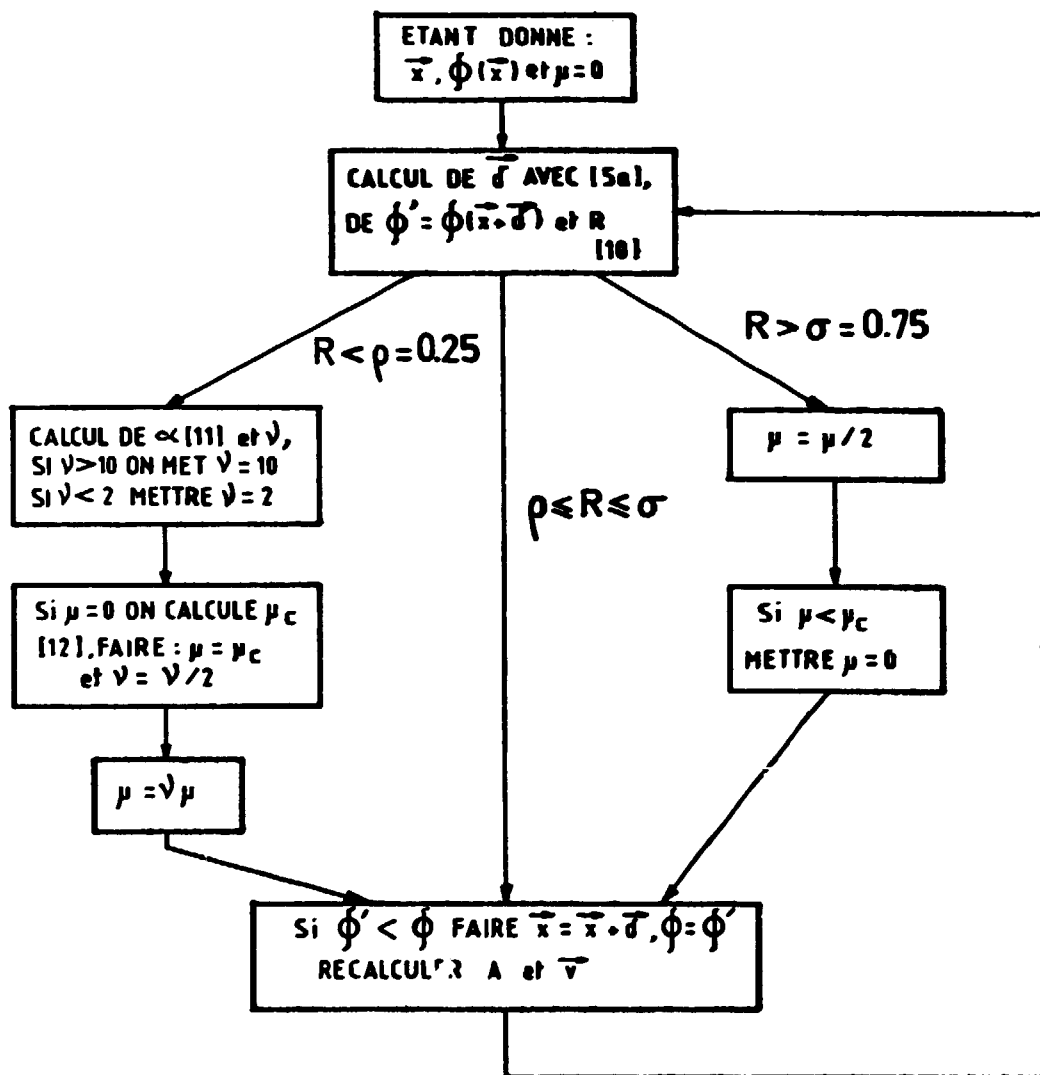 ETANT DONNE :
x⃗, ϕ(x⃗) et μ=0
CALCUL DE d⃗ AVEC [5a],
DE ϕ' = ϕ(x⃗+d⃗) et R
[10]
R < ρ = 0.25
R > σ = 0.75
ρ ⩽ R ⩽ σ
CALCUL DE ∝ [11] et ν,
SI ν>10 ON MET ν = 10
SI ν< 2 METTRE ν = 2
Si μ=0 ON CALCULE μc
[12], FAIRE : μ = μc
et ν = ν/2
μ = ν μ
μ = μ/2
Si μ< μc
METTRE μ=0
Si ϕ' < ϕ FAIRE x⃗ = x⃗+d⃗, ϕ=ϕ'
RECALCULER A et v⃗